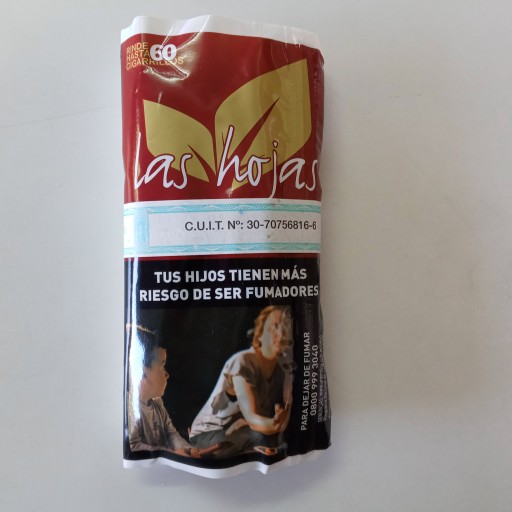 RINDE
HASTA 60
CIGARRILLOS
las hojas
C.U.I.T. Nº: 30-70756816-6
TUS HIJOS TIENEN MÁS
RIESGO DE SER FUMADORES
PARA DEJAR DE FUMAR
0800 999 3040